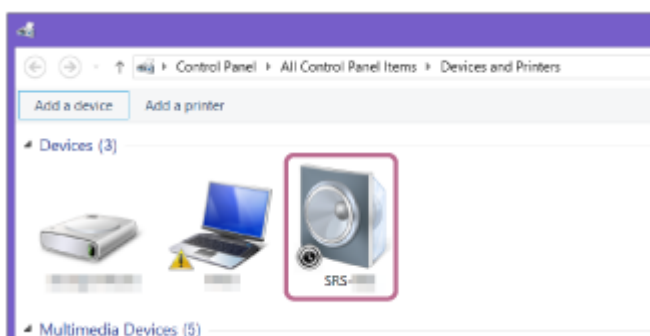 Control Panel ▸ All Control Panel Items ▸ Devices and Printers
Add a device Add a printer
Devices (3)
SRS-
Multimedia Devices (5)